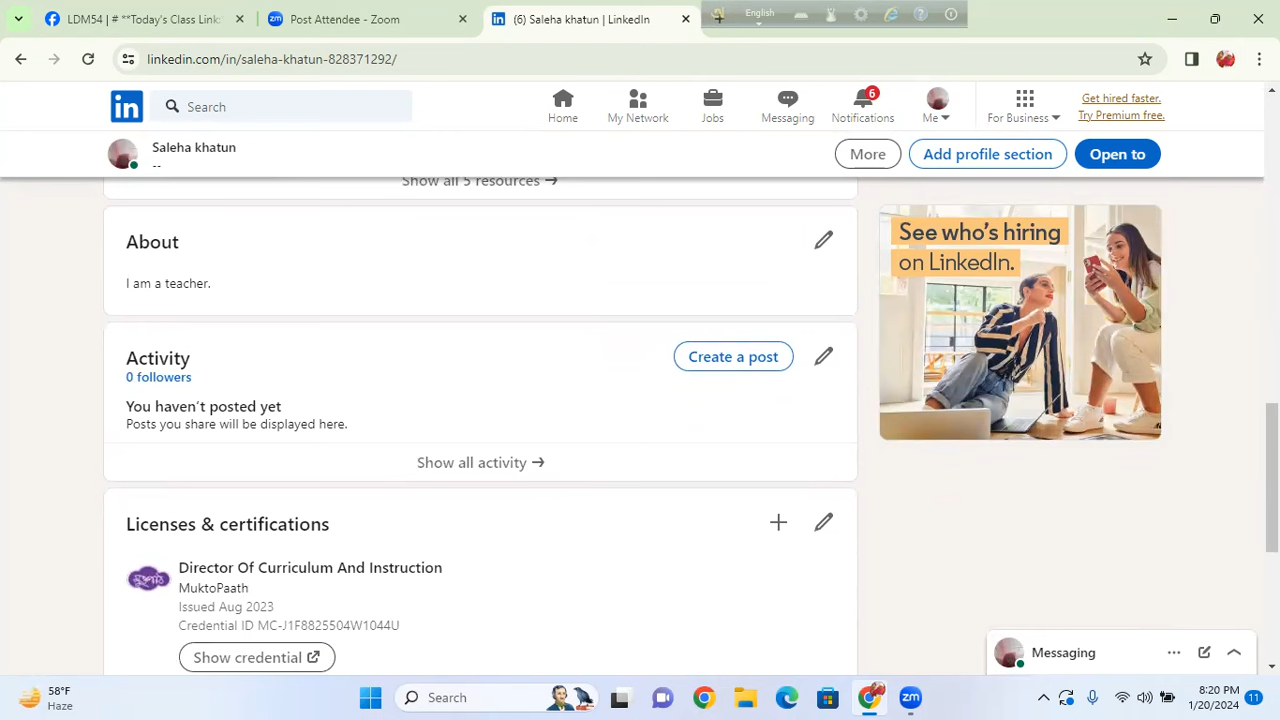 LDM54 | # **Today's Class Link
Post Attendee - Zoom
(6) Saleha khatun | LinkedIn
English
linkedin.com/in/saleha-khatun-828371292/
in
Search
Home
My Network
Jobs
Messaging
6
Notifications
Me
For Business
Get hired faster.
Try Premium free.
Saleha khatun
--
More
Add profile section
Open to
Show all 5 resources →
About
I am a teacher.
See who's hiring
on LinkedIn.
Activity
0 followers
Create a post
You haven't posted yet
Posts you share will be displayed here.
Show all activity →
Licenses & certifications
Director Of Curriculum And Instruction
মুক্তপাঠ
MuktoPaath
Issued Aug 2023
Credential ID MC-J1F8825504W1044U
Show credential
Messaging
58°F
Haze
Search
zm
8:20 PM
1/20/2024
11